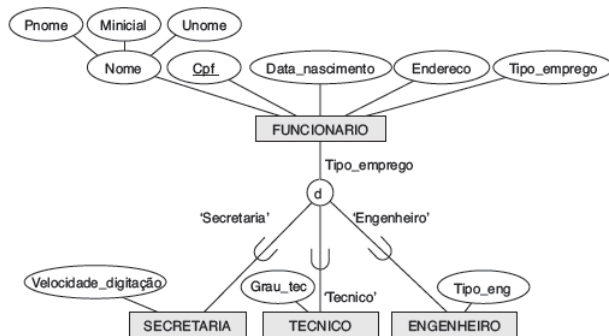 Pnome Minicial Unome
Nome Cpf Data_nascimento Endereco Tipo_emprego
FUNCIONARIO
Tipo_emprego
d
'Secretaria' 'Engenheiro'
Velocidade_digitação Grau_tec Tipo_eng
'Tecnico'
SECRETARIA TECNICO ENGENHEIRO